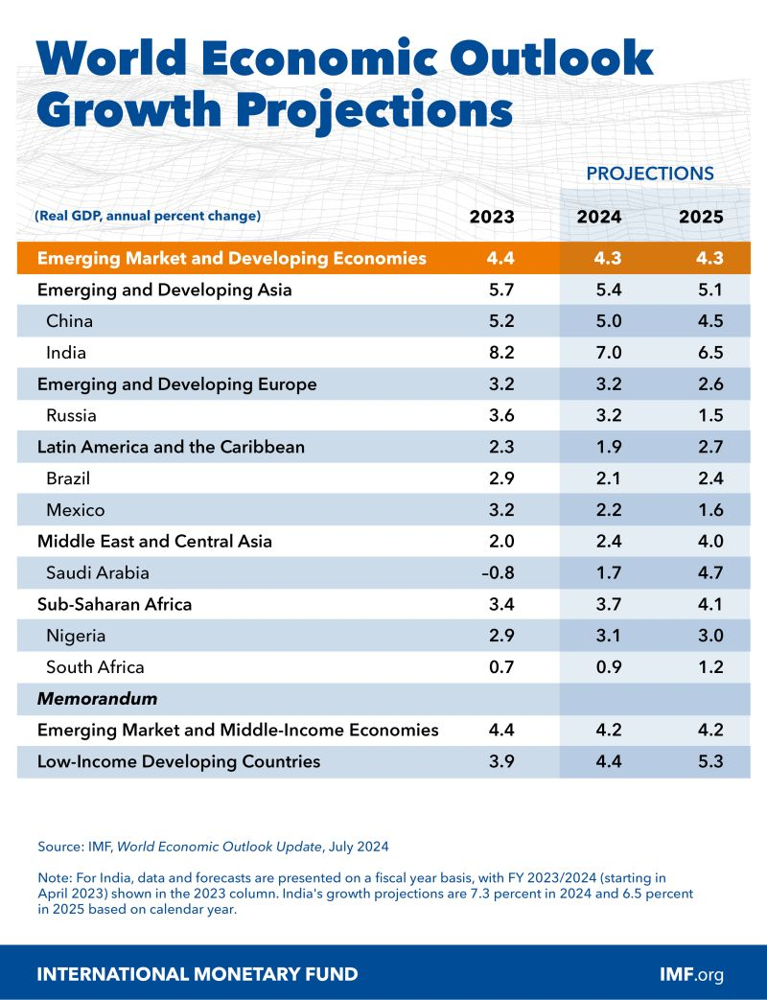 World Economic Outlook
Growth Projections
PROJECTIONS
(Real GDP, annual percent change) 2023 2024 2025
Emerging Market and Developing Economies 4.4 4.3 4.3
Emerging and Developing Asia 5.7 5.4 5.1
China 5.2 5.0 4.5
India 8.2 7.0 6.5
Emerging and Developing Europe 3.2 3.2 2.6
Russia 3.6 3.2 1.5
Latin America and the Caribbean 2.3 1.9 2.7
Brazil 2.9 2.1 2.4
Mexico 3.2 2.2 1.6
Middle East and Central Asia 2.0 2.4 4.0
Saudi Arabia –0.8 1.7 4.7
Sub-Saharan Africa 3.4 3.7 4.1
Nigeria 2.9 3.1 3.0
South Africa 0.7 0.9 1.2
Memorandum
Emerging Market and Middle-Income Economies 4.4 4.2 4.2
Low-Income Developing Countries 3.9 4.4 5.3
Source: IMF, World Economic Outlook Update, July 2024
Note: For India, data and forecasts are presented on a fiscal year basis, with FY 2023/2024 (starting in
April 2023) shown in the 2023 column. India's growth projections are 7.3 percent in 2024 and 6.5 percent
in 2025 based on calendar year.
INTERNATIONAL MONETARY FUND IMF.org